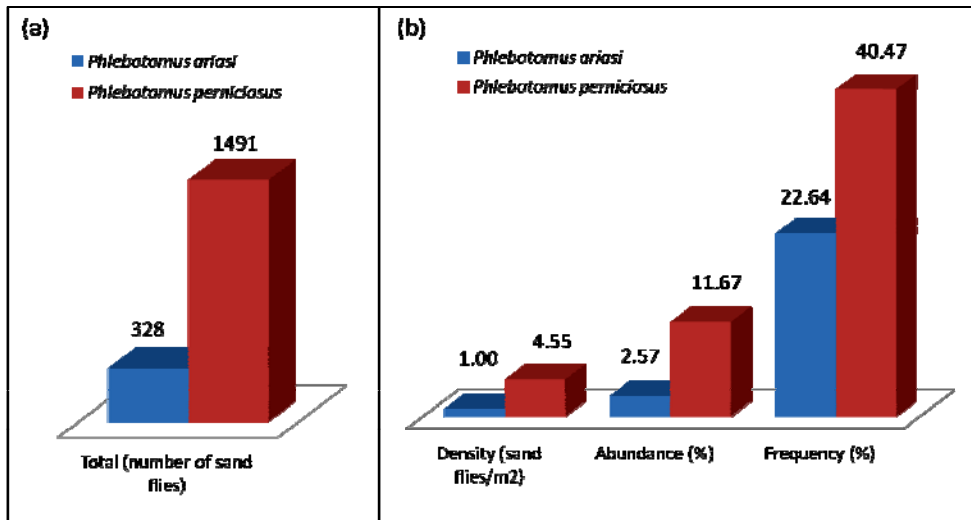 (a)
Phlebotomus ariasi
Phlebotomus perniciosus
1491
328
Total (number of sand
flies)
(b)
Phlebotomus ariasi
Phlebotomus perniciosus
40.47
22.64
11.67
4.55
2.57
1.00
Density (sand
flies/m2)
Abundance (%)
Frequency (%)